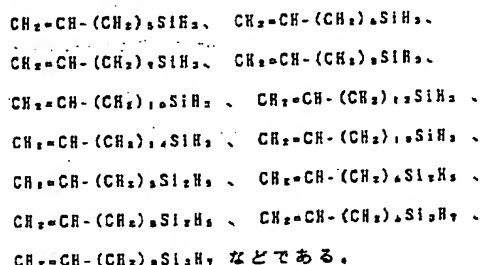 CH₂=CH-(CH₂)₅SiH₃、 CH₂=CH-(CH₂)₆SiH₃、
CH₂=CH-(CH₂)₇SiH₃、 CH₂=CH-(CH₂)₈SiH₃、
CH₂=CH-(CH₂)₁₀SiH₃、 CH₂=CH-(CH₂)₁₂SiH₃、
CH₂=CH-(CH₂)₁₄SiH₃、 CH₂=CH-(CH₂)₁₈SiH₃、
CH₂=CH-(CH₂)₅Si₂H₅、 CH₂=CH-(CH₂)₆Si₂H₅、
CH₂=CH-(CH₂)₈Si₂H₅、 CH₂=CH-(CH₂)₆Si₃H₇、
CH₂=CH-(CH₂)₈Si₃H₇ などである。